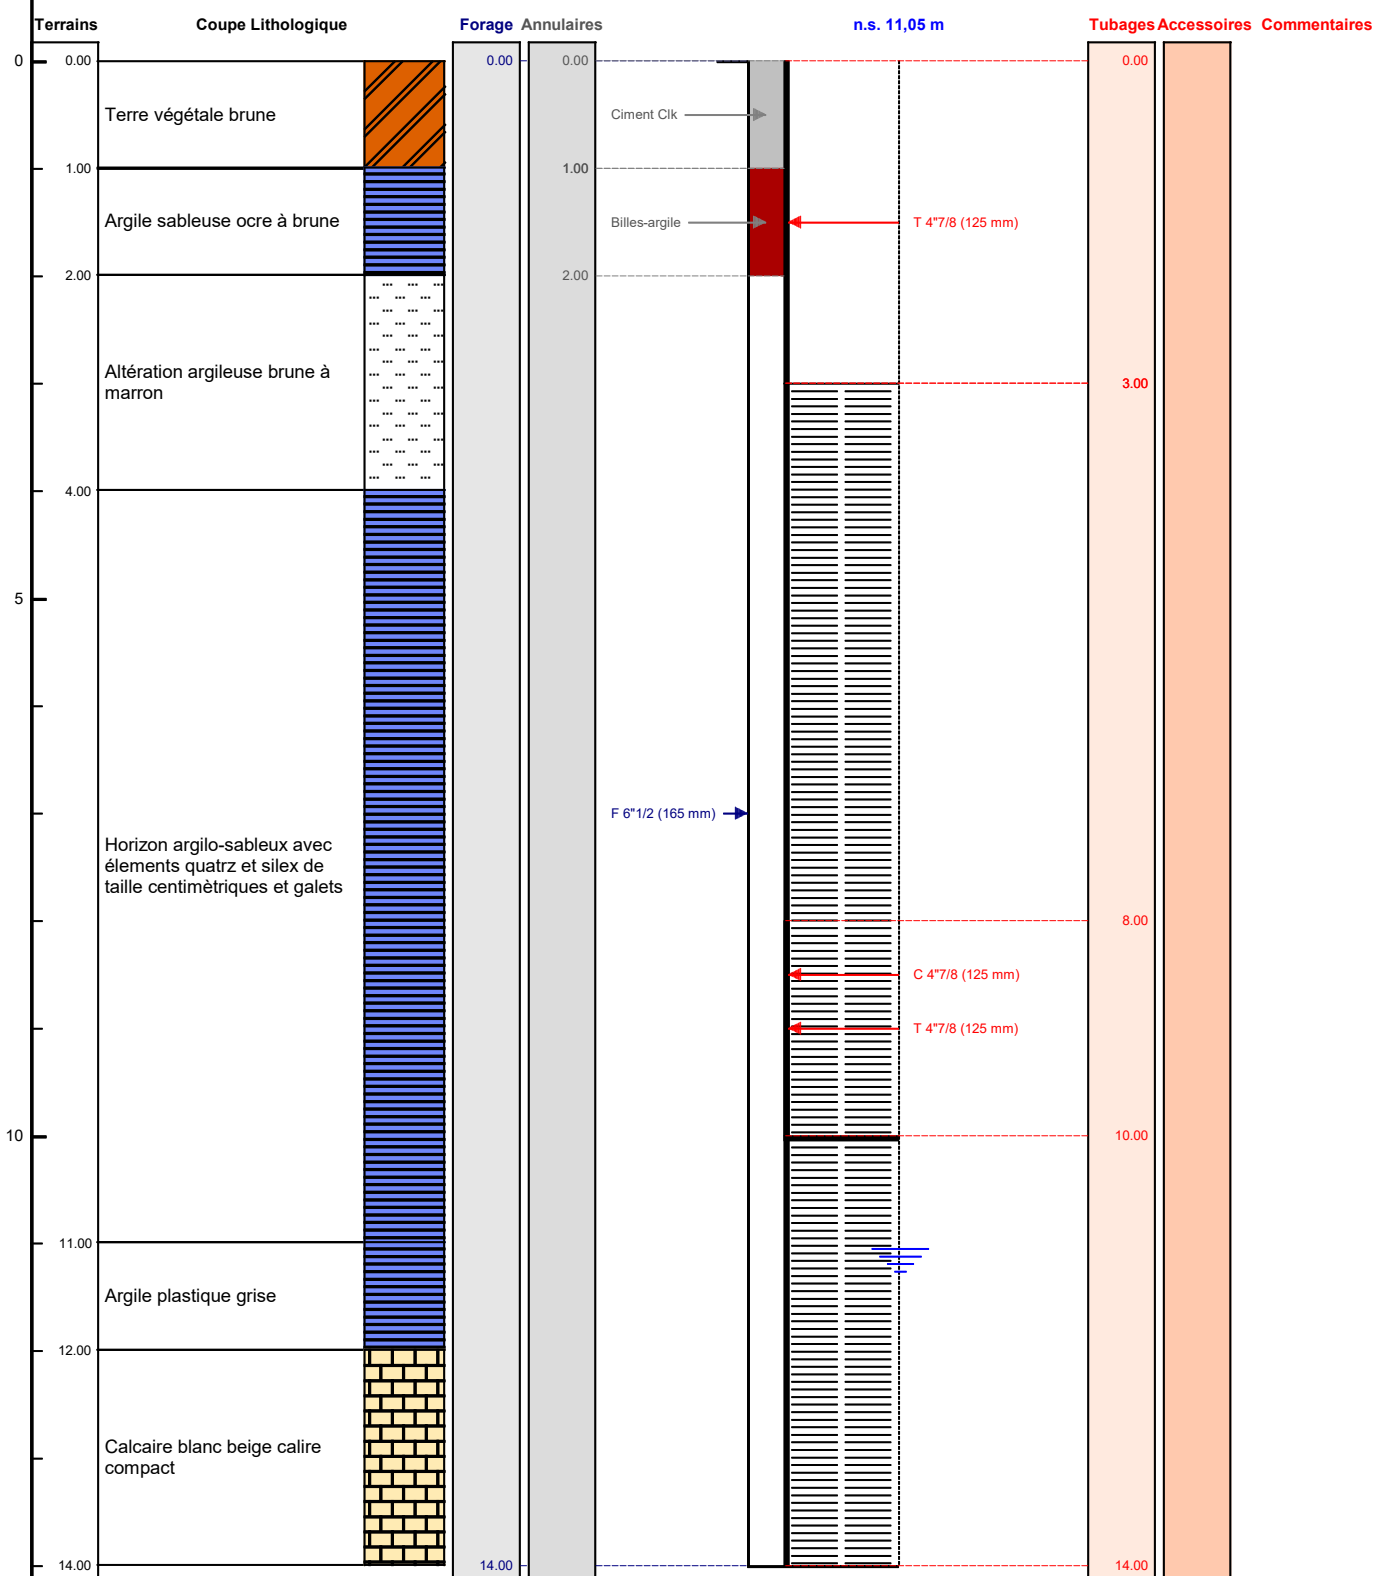 Terrains Coupe Lithologique Forage Annulaires n.s. 11,05 m Tubages Accessoires Commentaires
0 0.00 0.00 0.00 0.00
Terre végétale brune Ciment Clk
1.00 1.00
Argile sableuse ocre à brune Billes-argile T 4"7/8 (125 mm)
2.00 2.00
Altération argileuse brune à
marron
3.00
4.00
5
F 6"1/2 (165 mm)
Horizon argilo-sableux avec
élements quatrz et silex de
taille centimètriques et galets
8.00
C 4"7/8 (125 mm)
T 4"7/8 (125 mm)
10 10.00
11.00
Argile plastique grise
12.00
Calcaire blanc beige calire
compact
14.00 14.00 14.00